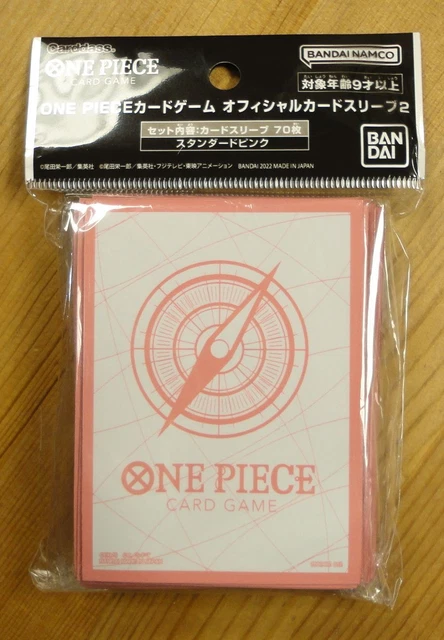 Carddass.
ONE PIECE
CARD GAME
BANDAI NAMCO
対象年齢9才以上
ONE PIECEカードゲーム オフィシャルカードスリーブ2
セット内容:カードスリーブ 70枚
スタンダードピンク
©尾田栄一郎/集英社 ©尾田栄一郎/集英社・フジテレビ・東映アニメーション BANDAI 2022 MADE IN JAPAN
BAN
DAI
ONE PIECE
CARD GAME